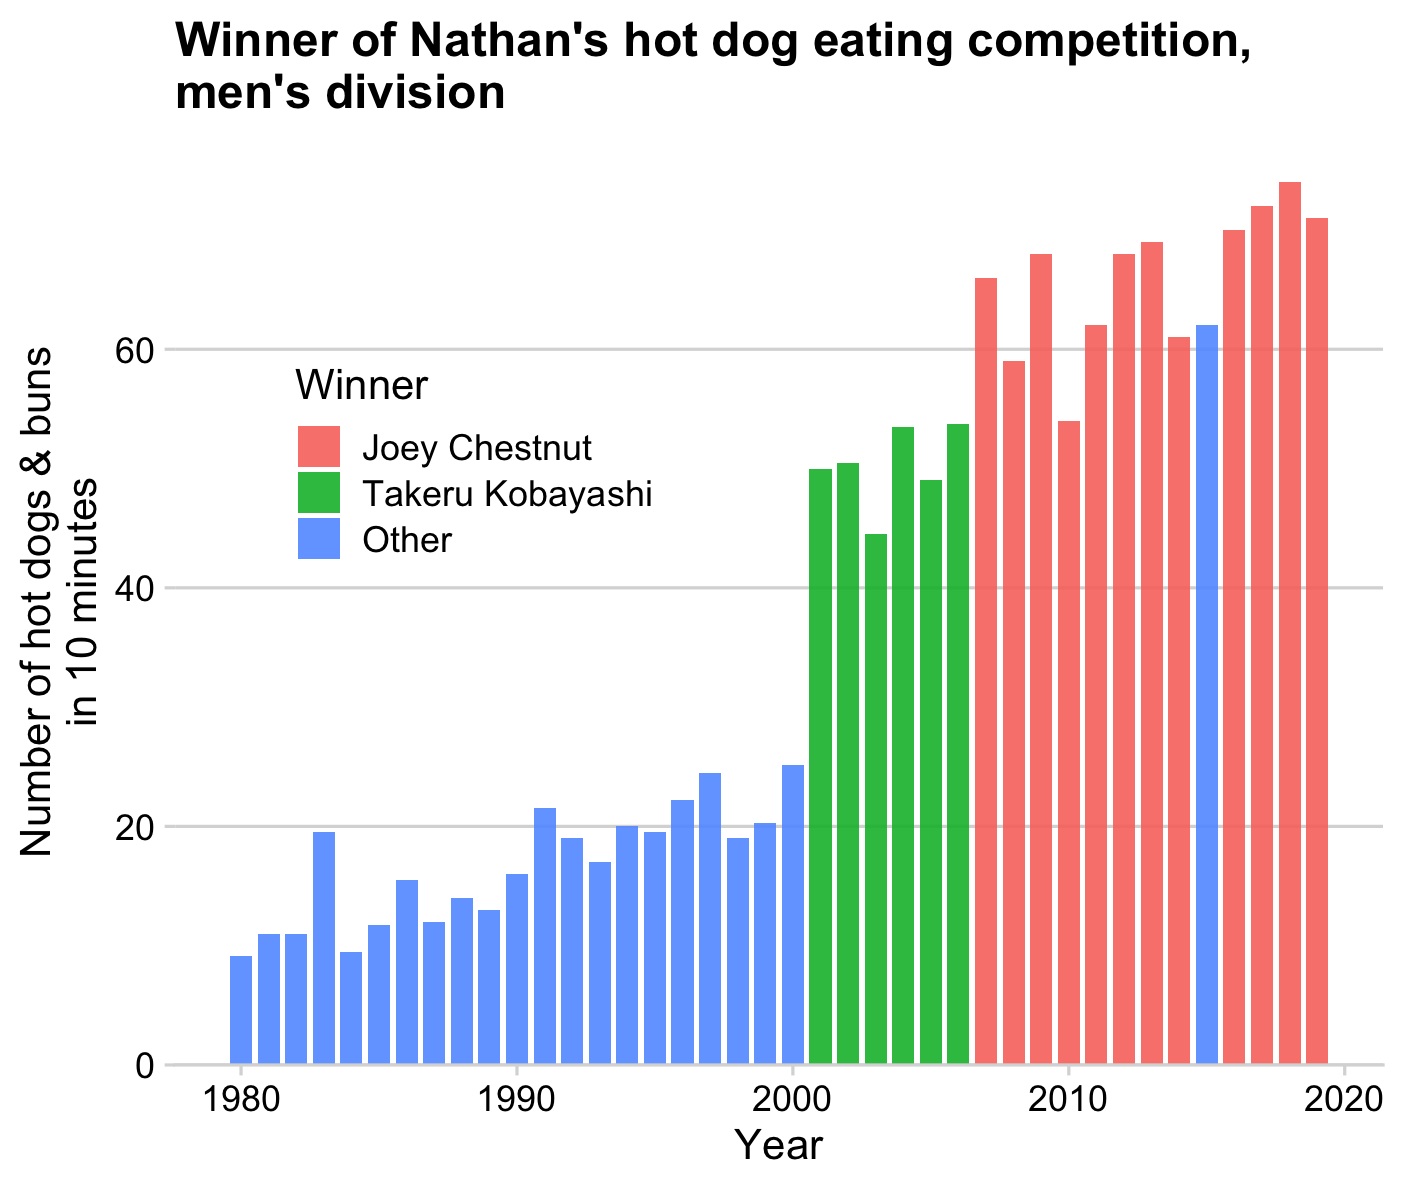 Winner of Nathan's hot dog eating competition,
men's division
Number of hot dogs & buns
in 10 minutes
60
40
20
0
Winner
Joey Chestnut
Takeru Kobayashi
Other
1980
1990
2000
2010
2020
Year